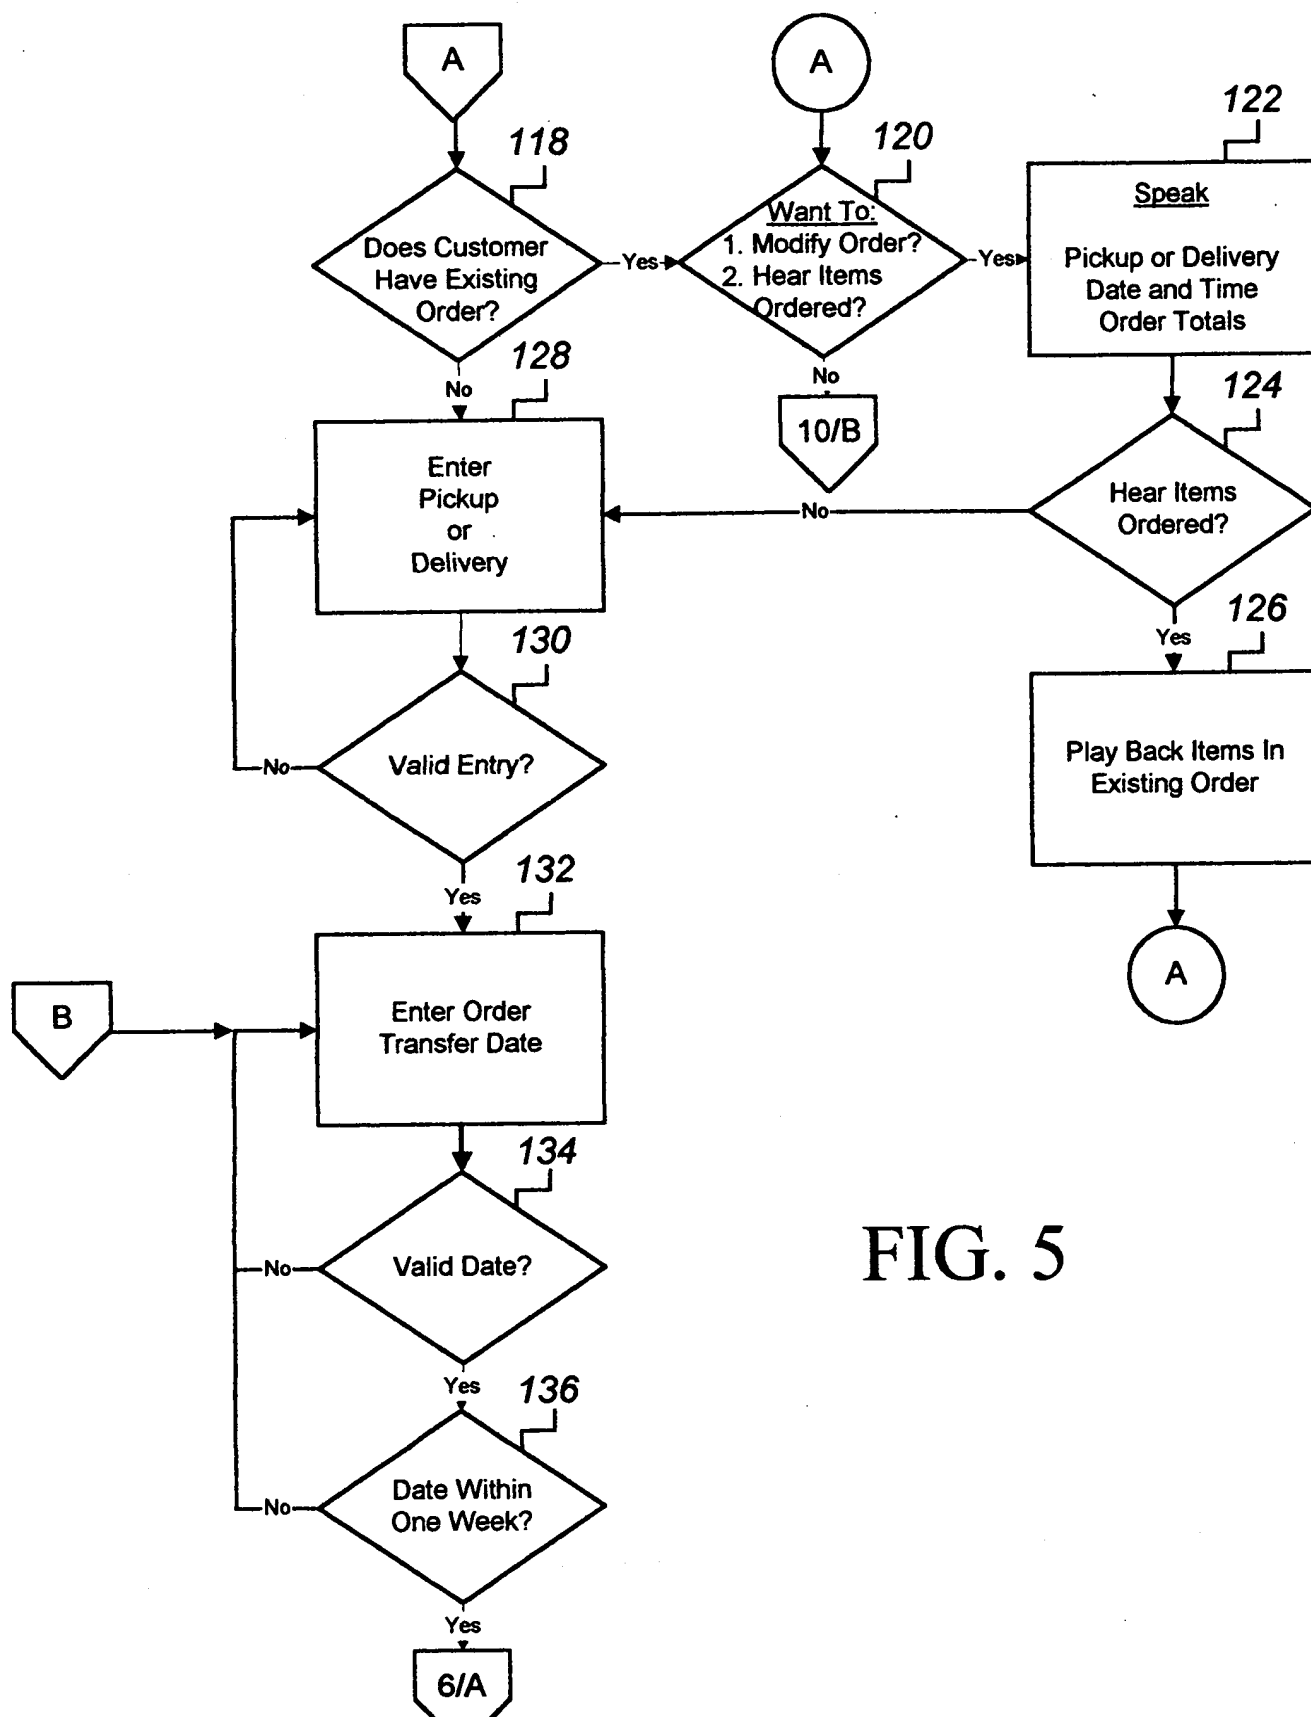 A
A
118
120
122
Does Customer
Have Existing
Order?
Yes
Want To:
1. Modify Order?
2. Hear Items
Ordered?
Yes
Speak
Pickup or Delivery
Date and Time
Order Totals
No
128
No
10/B
124
Enter
Pickup
or
Delivery
No
Hear Items
Ordered?
130
Yes
126
No
Valid Entry?
Play Back Items In
Existing Order
Yes
132
A
B
Enter Order
Transfer Date
134
No
Valid Date?
FIG. 5
Yes
136
No
Date Within
One Week?
Yes
6/A